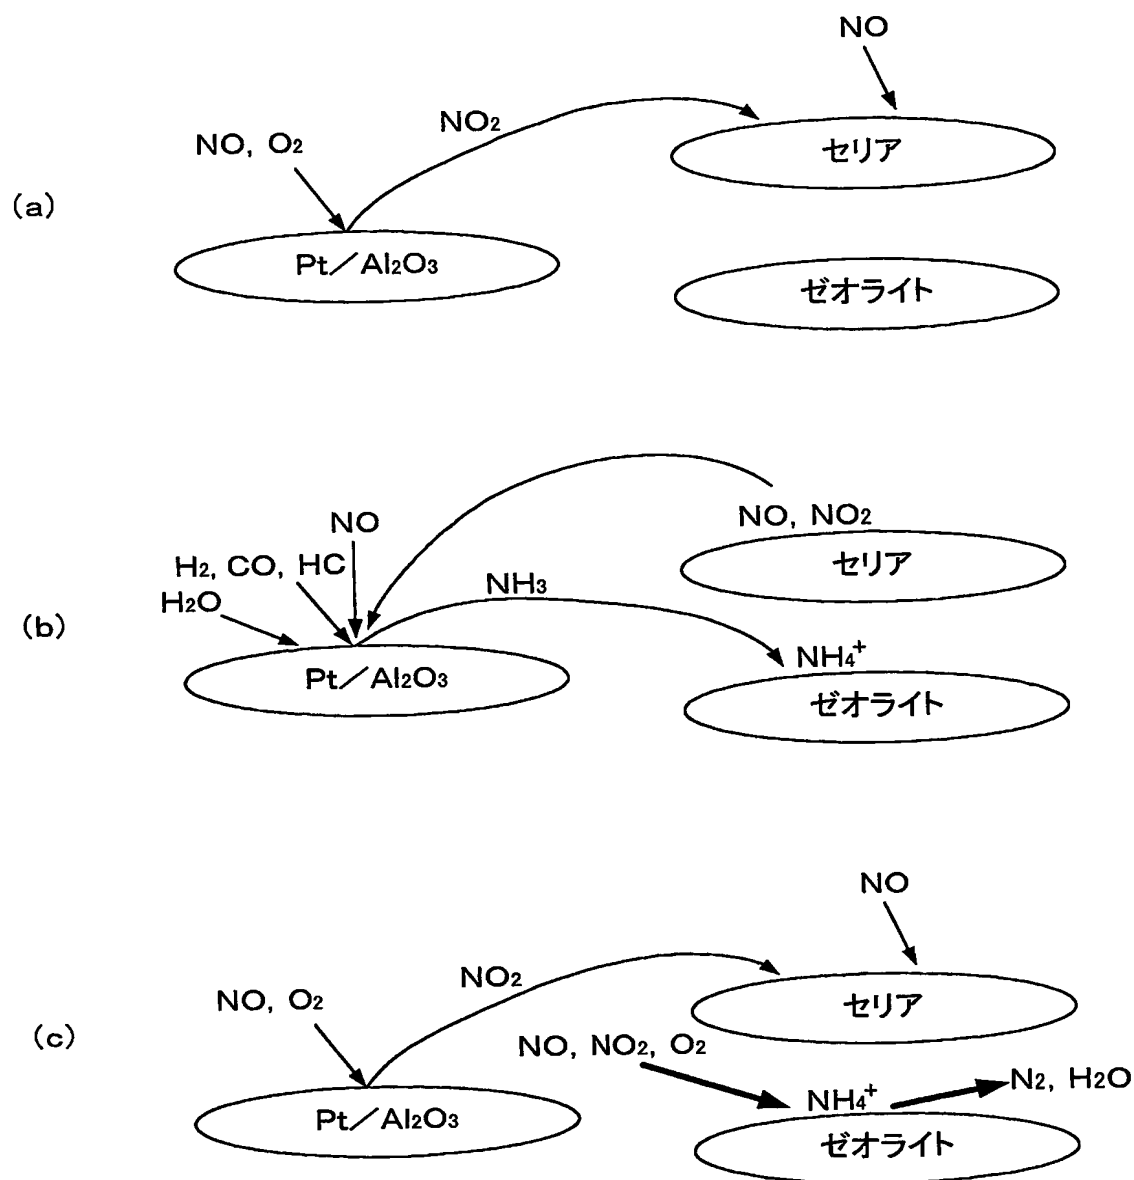 (a)
NO
NO, O₂
NO₂
セリア
Pt／Al₂O₃
ゼオライト
(b)
NO
H₂, CO, HC
H₂O
NH₃
NO, NO₂
セリア
NH₄⁺
Pt／Al₂O₃
ゼオライト
(c)
NO
NO, O₂
NO₂
セリア
NO, NO₂, O₂
NH₄⁺
N₂, H₂O
Pt／Al₂O₃
ゼオライト